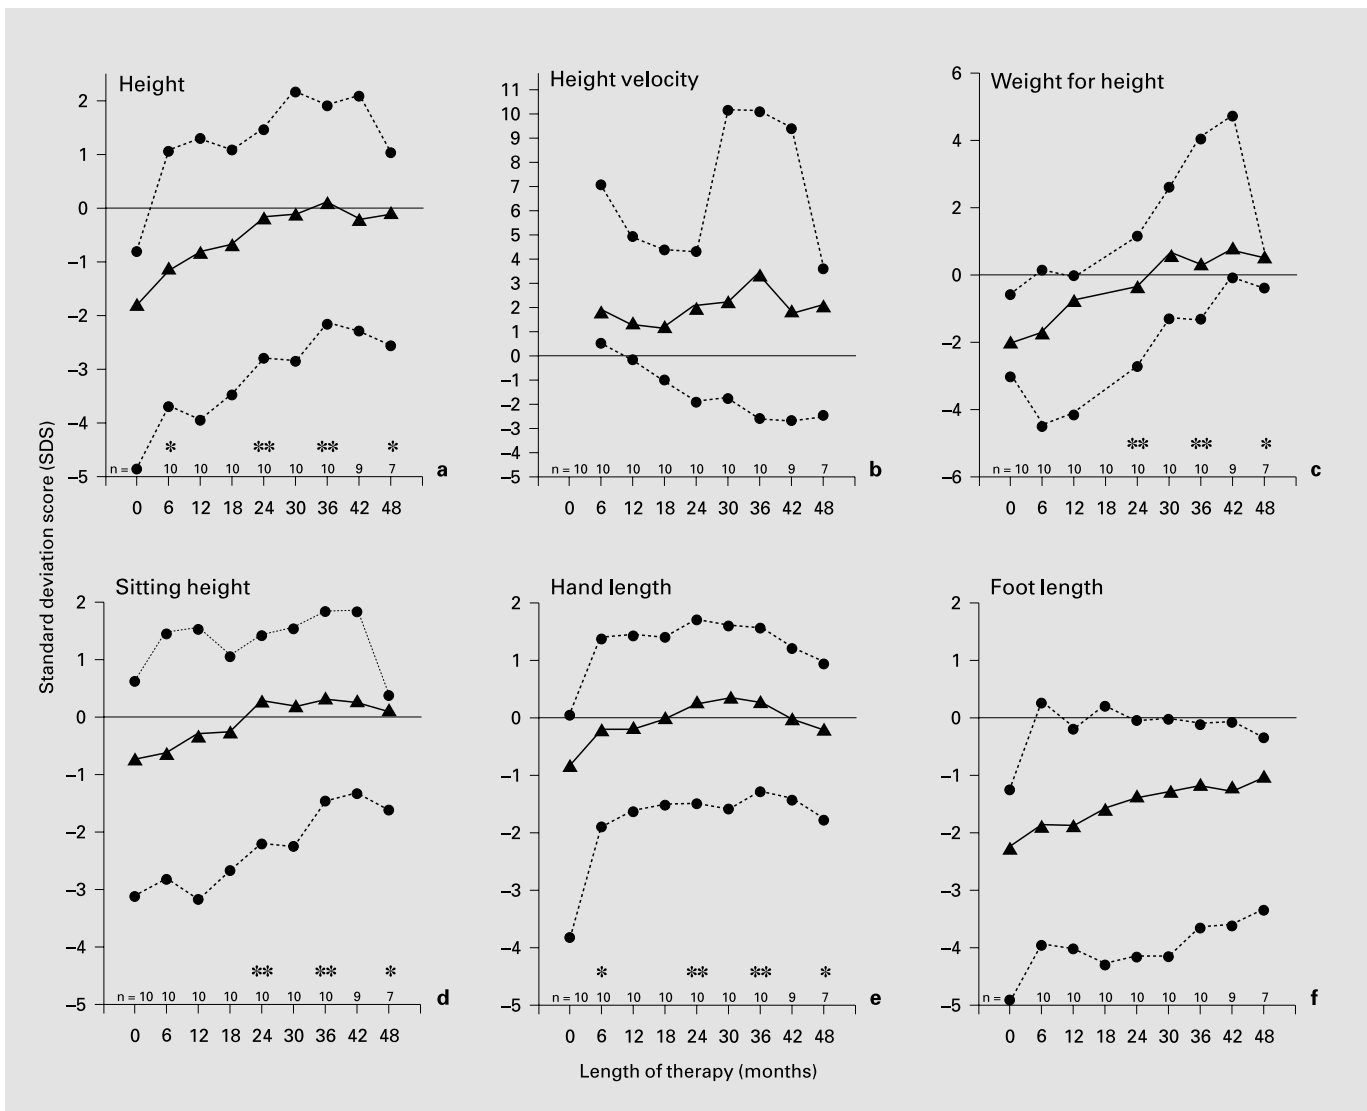 Height
2
1
0
–1
–2
–3
–4
–5
* ** ** *
n = 10 10 10 10 10 10 9 7
a
0 6 12 18 24 30 36 42 48
Height velocity
11
10
9
8
7
6
5
4
3
2
1
0
–1
–2
–3
–5
n = 10 10 10 10 10 10 10 9 7
b
0 6 12 18 24 30 36 42 48
Weight for height
6
4
2
0
–2
–4
–6
** ** *
n = 10 10 10 10 10 10 10 9 7
c
0 6 12 18 24 30 36 42 48
Standard deviation score (SDS)
Sitting height
2
1
0
–1
–2
–3
–4
–5
** ** *
n = 10 10 10 10 10 10 10 9 7
d
0 6 12 18 24 30 36 42 48
Hand length
2
1
0
–1
–2
–3
–4
–5
* ** ** *
n = 10 10 10 10 10 10 10 9 7
e
0 6 12 18 24 30 36 42 48
Foot length
2
1
0
–1
–2
–3
–4
–5
n = 10 10 10 10 10 10 9 7
f
0 6 12 18 24 30 36 42 48
Length of therapy (months)